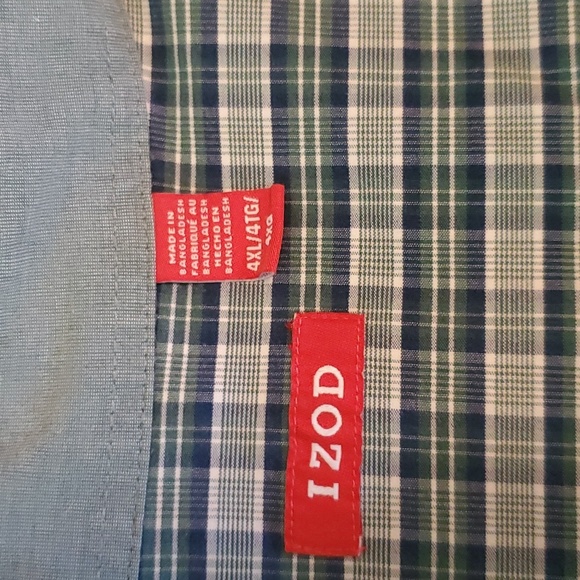 MADE IN
BANGLADESH
FABRIQUÉ AU
BANGLADESH
HECHO EN
BANGLADESH
4XL/4TG/
4XG
IZOD